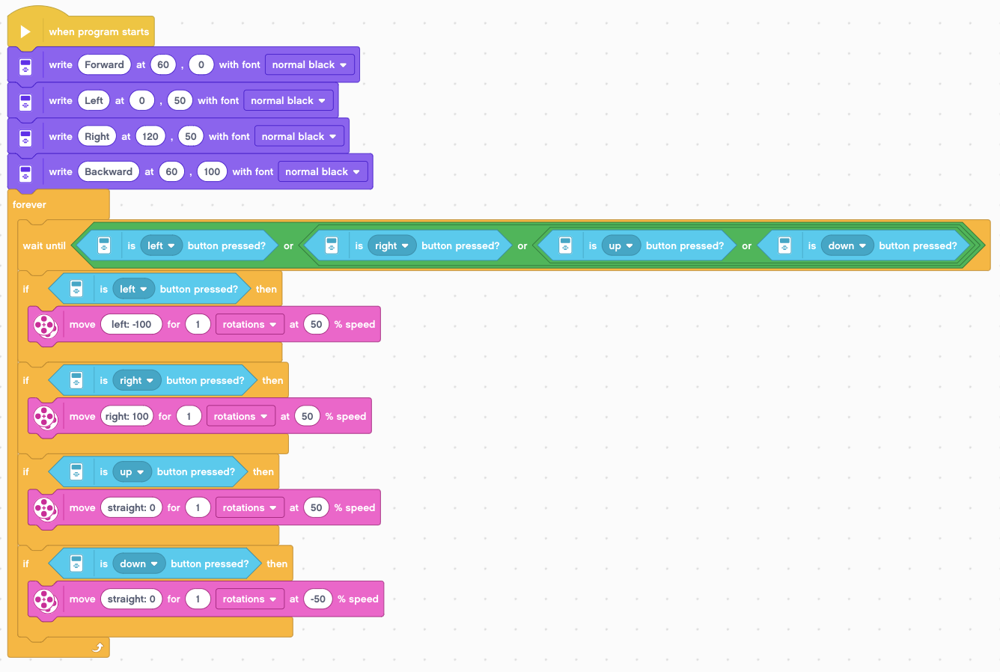 when program starts
write Forward at 60 , 0 with font normal black
write Left at 0 , 50 with font normal black
write Right at 120 , 50 with font normal black
write Backward at 60 , 100 with font normal black
forever
wait until is left button pressed? or is right button pressed? or is up button pressed? or is down button pressed?
if is left button pressed? then
move left: -100 for 1 rotations at 50 % speed
if is right button pressed? then
move right: 100 for 1 rotations at 50 % speed
if is up button pressed? then
move straight: 0 for 1 rotations at 50 % speed
if is down button pressed? then
move straight: 0 for 1 rotations at -50 % speed